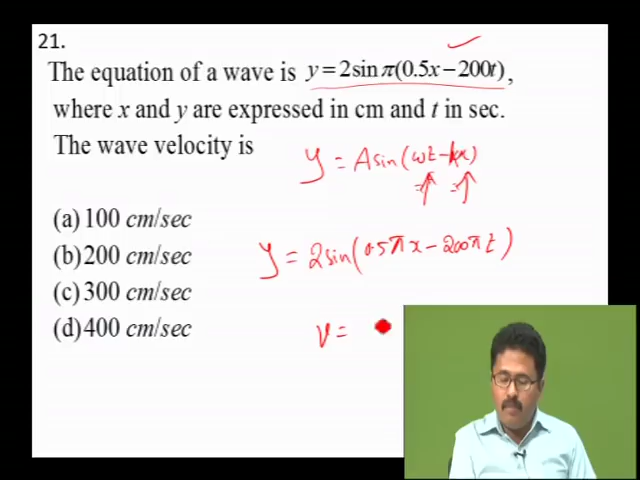 21.
The equation of a wave is y = 2 sin π(0.5x − 200t),
where x and y are expressed in cm and t in sec.
The wave velocity is
y = A sin(ωt − kx)
(a) 100 cm/sec
(b) 200 cm/sec
y = 2 sin(0.5πx − 200πt)
(c) 300 cm/sec
(d) 400 cm/sec
v =